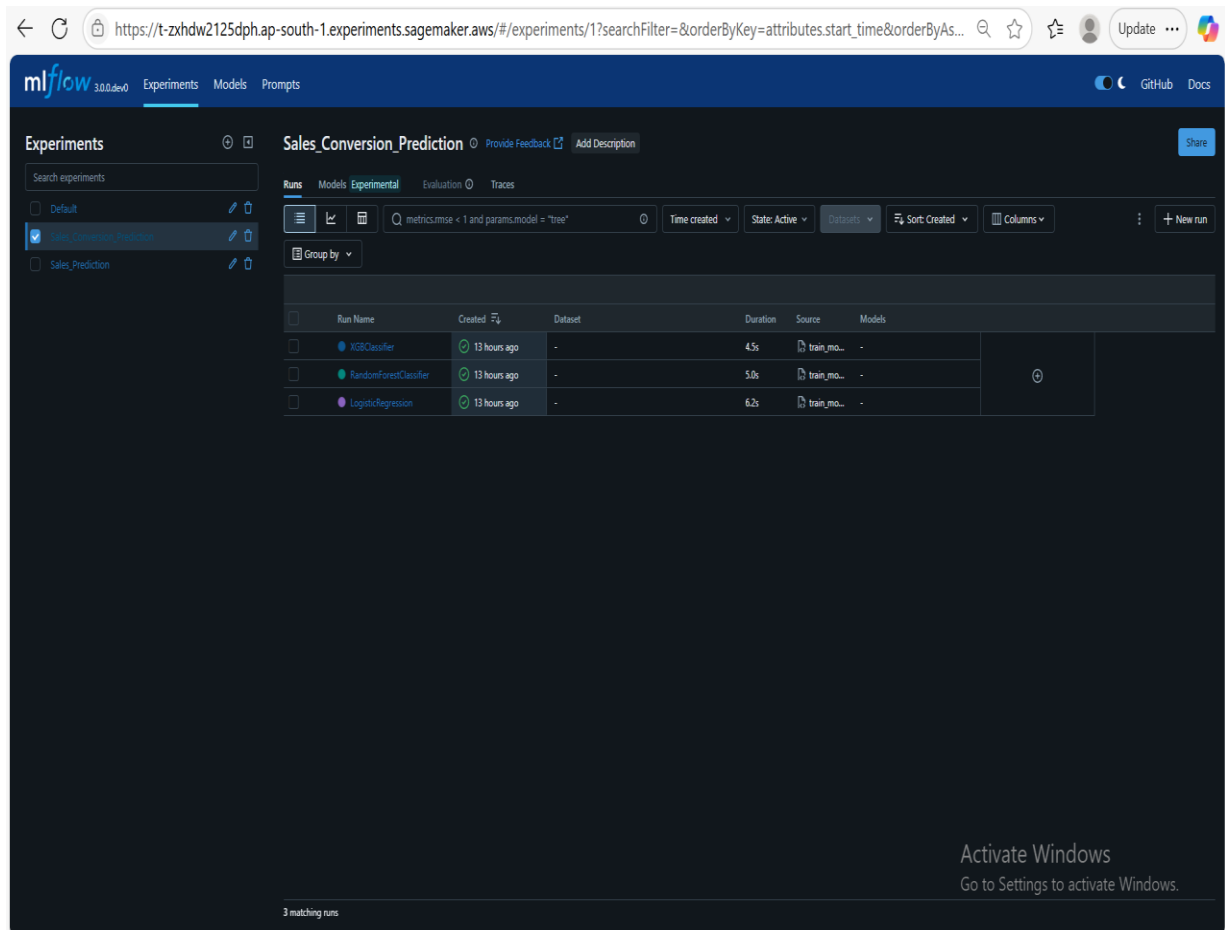 https://t-zxhdw2125dph.ap-south-1.experiments.sagemaker.aws/#/experiments/1?searchFilter=&orderByKey=attributes.start_time&orderByAs...
Update ...
mlflow 3.0.0.dev0 Experiments Models Prompts GitHub Docs
Experiments
Search experiments
Default
Sales_Conversion_Prediction
Sales_Prediction
Sales_Conversion_Prediction Provide Feedback Add Description Share
Runs Models Experimental Evaluation Traces
metrics.rmse < 1 and params.model = "tree" Time created State: Active Datasets Sort: Created Columns + New run
Group by
Run Name Created Dataset Duration Source Models
XGBClassifier 13 hours ago - 4.5s train_mo... -
RandomForestClassifier 13 hours ago - 5.0s train_mo... -
LogisticRegression 13 hours ago - 6.2s train_mo... -
Activate Windows
Go to Settings to activate Windows.
3 matching runs